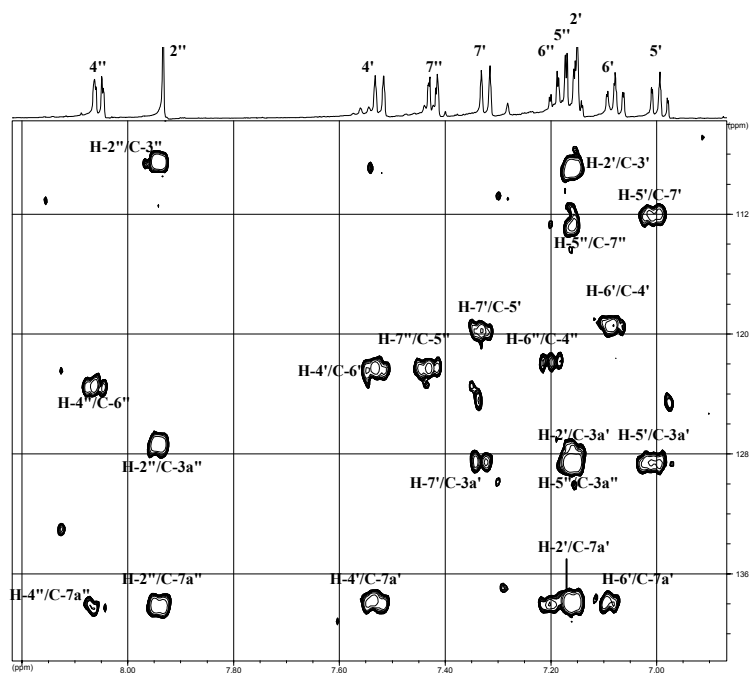 2'
5''
4'' 2'' 4' 7'' 7' 6'' 6' 5'
(ppm) (ppm)
H-2''/C-3'' H-2'/C-3'
H-5'/C-7'
112
H-5''/C-7''
H-6'/C-4'
H-7'/C-5'
120
H-7''/C-5'' H-6''/C-4''
H-4'/C-6'
H-4''/C-6''
H-2'/C-3a' H-5'/C-3a'
128
H-2''/C-3a'' H-7'/C-3a' H-5''/C-3a''
H-2'/C-7a'
136
H-4''/C-7a'' H-2''/C-7a'' H-4'/C-7a' H-6'/C-7a'
(ppm) 8.00 7.80 7.60 7.40 7.20 7.00